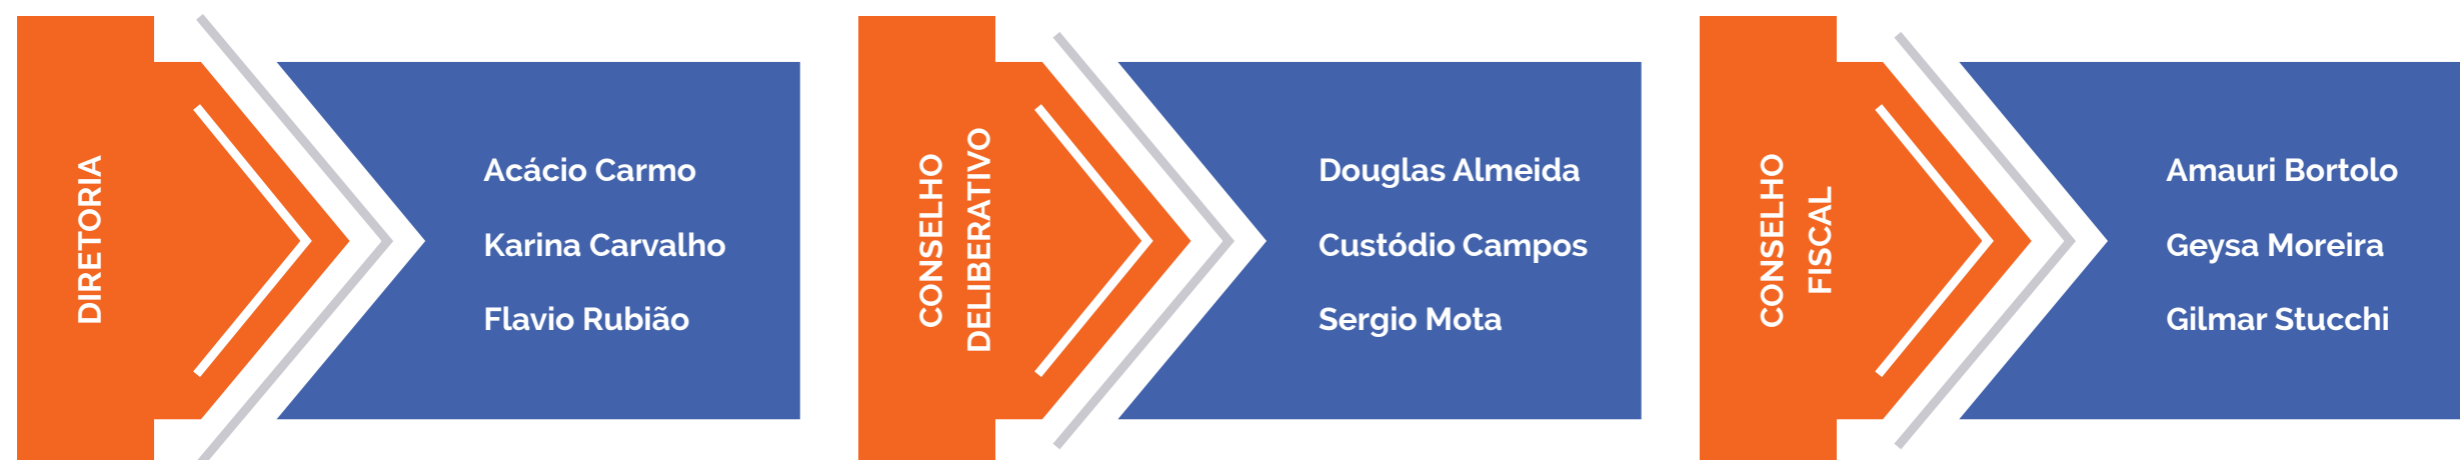 DIRETORIA
Acácio Carmo
Karina Carvalho
Flavio Rubião
CONSELHO
DELIBERATIVO
Douglas Almeida
Custódio Campos
Sergio Mota
CONSELHO
FISCAL
Amauri Bortolo
Geysa Moreira
Gilmar Stucchi